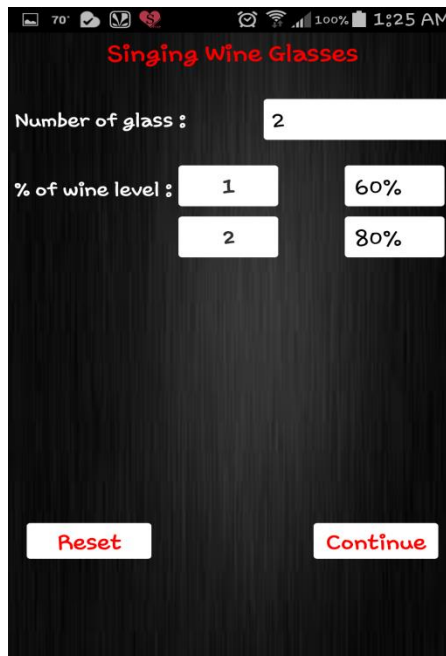 70° 100% 1:25 AM
Singing Wine Glasses
Number of glass : 2
% of wine level : 1 60%
2 80%
Reset Continue